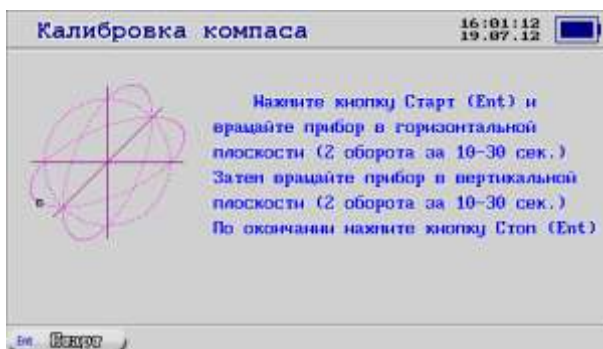 Калибровка компаса
16:01:12
19.07.12
Нажмите кнопку Старт (Ent) и
вращайте прибор в горизонтальной
плоскости (2 оборота за 10-30 сек.)
Затем вращайте прибор в вертикальной
плоскости (2 оборота за 10-30 сек.)
По окончании нажмите кнопку Стоп (Ent)
Ent